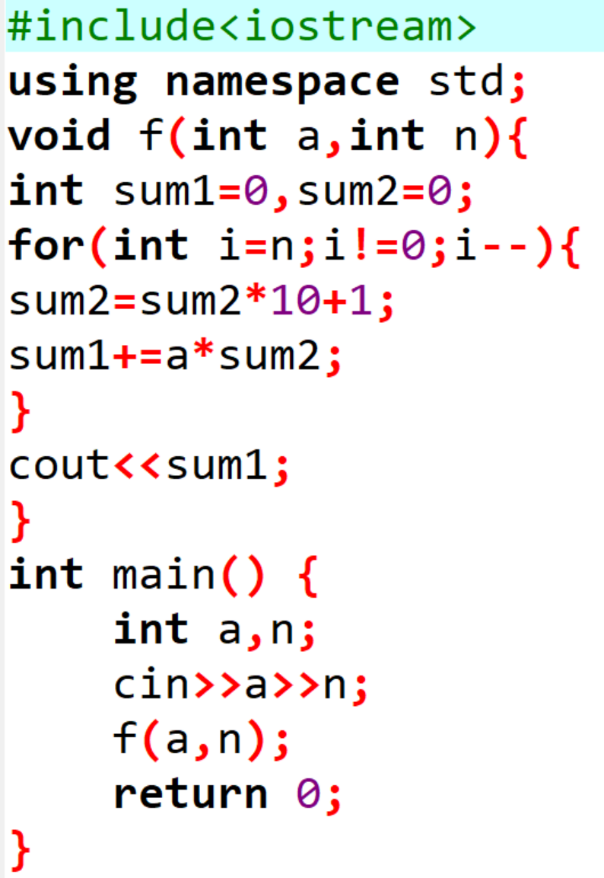 #include<iostream>
using namespace std;
void f(int a,int n){
int sum1=0,sum2=0;
for(int i=n;i!=0;i--){
sum2=sum2*10+1;
sum1+=a*sum2;
}
cout<<sum1;
}
int main() {
    int a,n;
    cin>>a>>n;
    f(a,n);
    return 0;
}